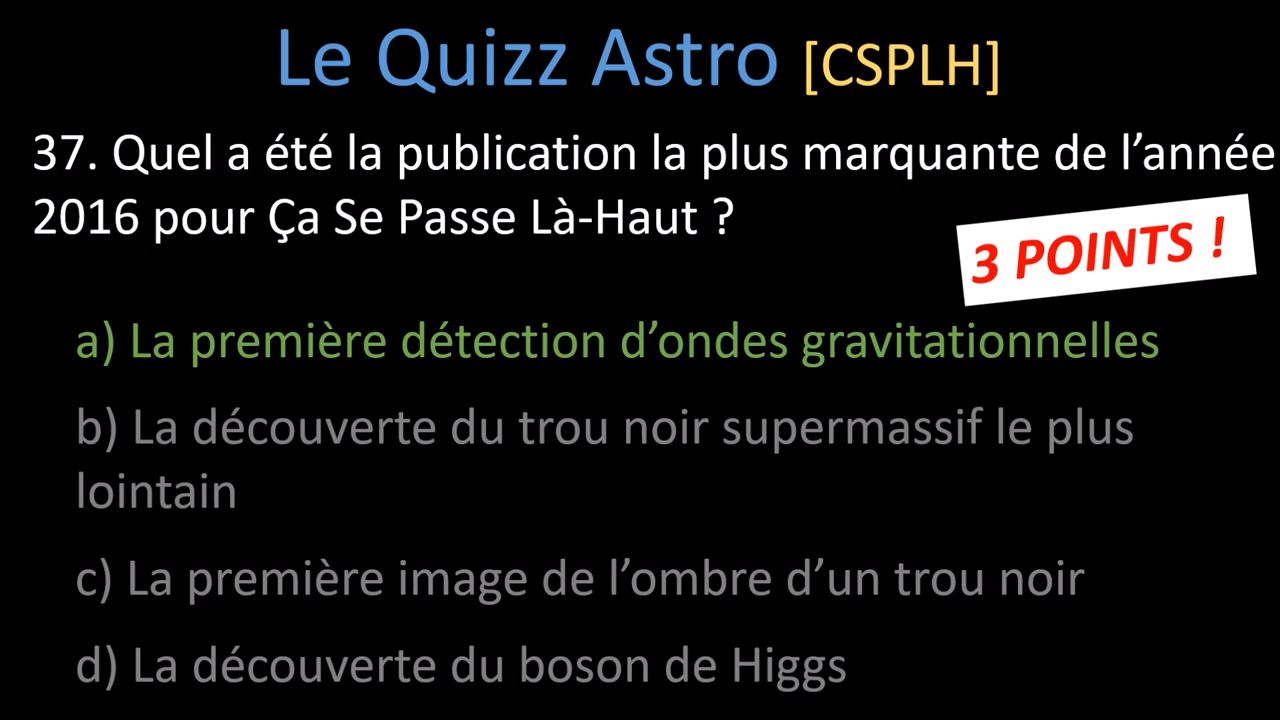 Le Quizz Astro [CSPLH]
37. Quel a été la publication la plus marquante de l’année
2016 pour Ça Se Passe Là-Haut ?
3 POINTS !
a) La première détection d’ondes gravitationnelles
b) La découverte du trou noir supermassif le plus
lointain
c) La première image de l’ombre d’un trou noir
d) La découverte du boson de Higgs